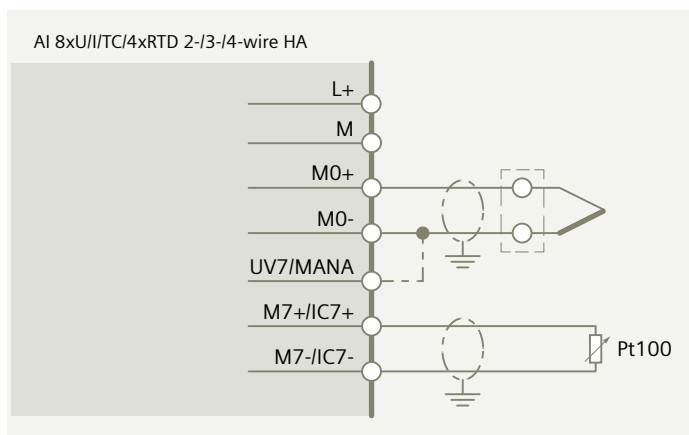 AI 8xU/I/TC/4xRTD 2-/3-/4-wire HA
L+
M
M0+
M0-
UV7/MANA
M7+/IC7+
M7-/IC7-
Pt100